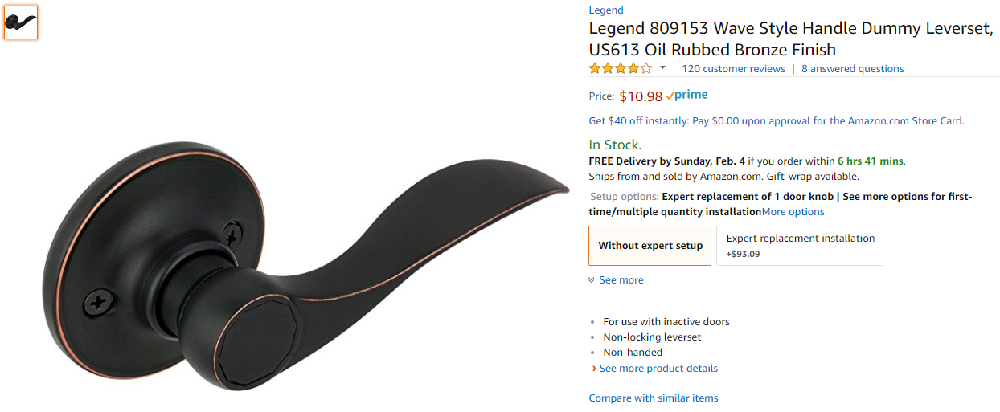 Legend
Legend 809153 Wave Style Handle Dummy Leverset,
US613 Oil Rubbed Bronze Finish
120 customer reviews | 8 answered questions
Price: $10.98 prime
Get $40 off instantly: Pay $0.00 upon approval for the Amazon.com Store Card.
In Stock.
FREE Delivery by Sunday, Feb. 4 if you order within 6 hrs 41 mins.
Ships from and sold by Amazon.com. Gift-wrap available.
Setup options: Expert replacement of 1 door knob | See more options for first-
time/multiple quantity installationMore options
Without expert setup
Expert replacement installation
+$93.09
See more
For use with inactive doors
Non-locking leverset
Non-handed
See more product details
Compare with similar items